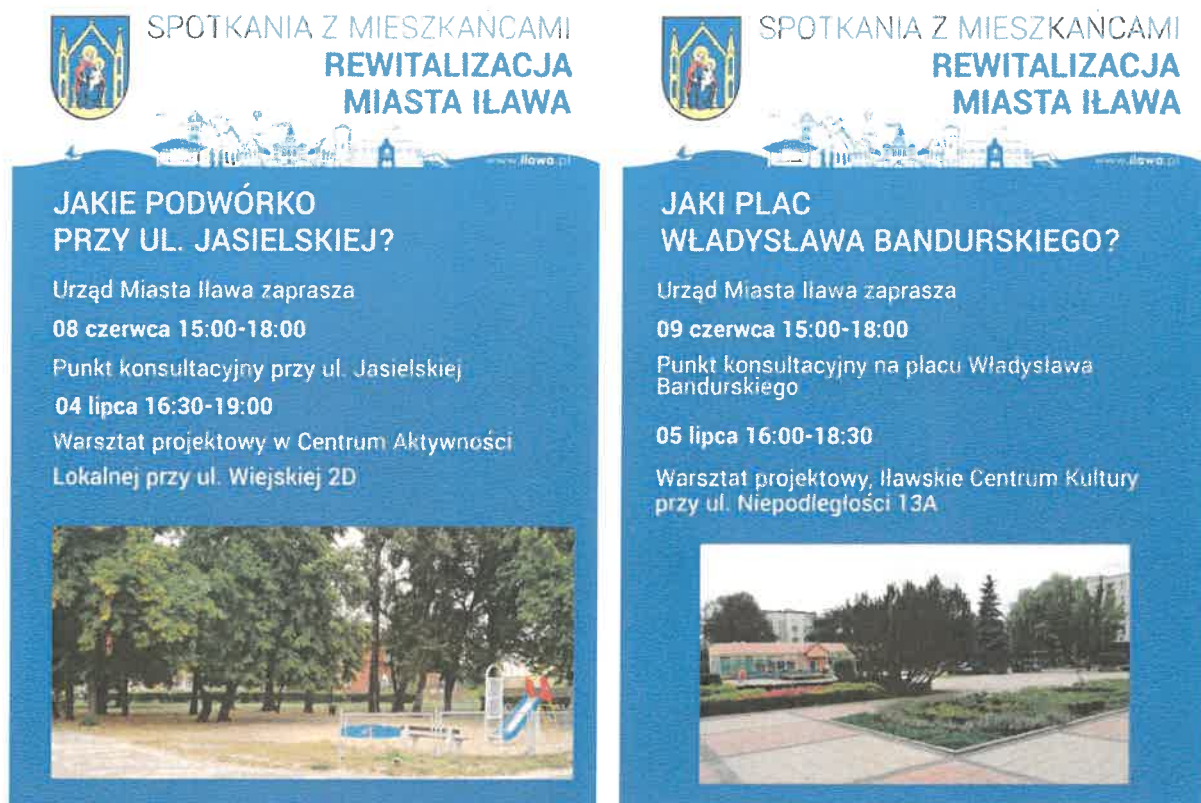 SPOTKANIA Z MIESZKAŃCAMI
REWITALIZACJA
MIASTA IŁAWA
www.ilawa.pl
JAKIE PODWÓRKO
PRZY UL. JASIELSKIEJ?
Urząd Miasta Iława zaprasza
08 czerwca 15:00-18:00
Punkt konsultacyjny przy ul. Jasielskiej
04 lipca 16:30-19:00
Warsztat projektowy w Centrum Aktywności
Lokalnej przy ul. Wiejskiej 2D
SPOTKANIA Z MIESZKAŃCAMI
REWITALIZACJA
MIASTA IŁAWA
www.ilawa.pl
JAKI PLAC
WŁADYSŁAWA BANDURSKIEGO?
Urząd Miasta Iława zaprasza
09 czerwca 15:00-18:00
Punkt konsultacyjny na placu Władysława
Bandurskiego
05 lipca 16:00-18:30
Warsztat projektowy, Iławskie Centrum Kultury
przy ul. Niepodległości 13A